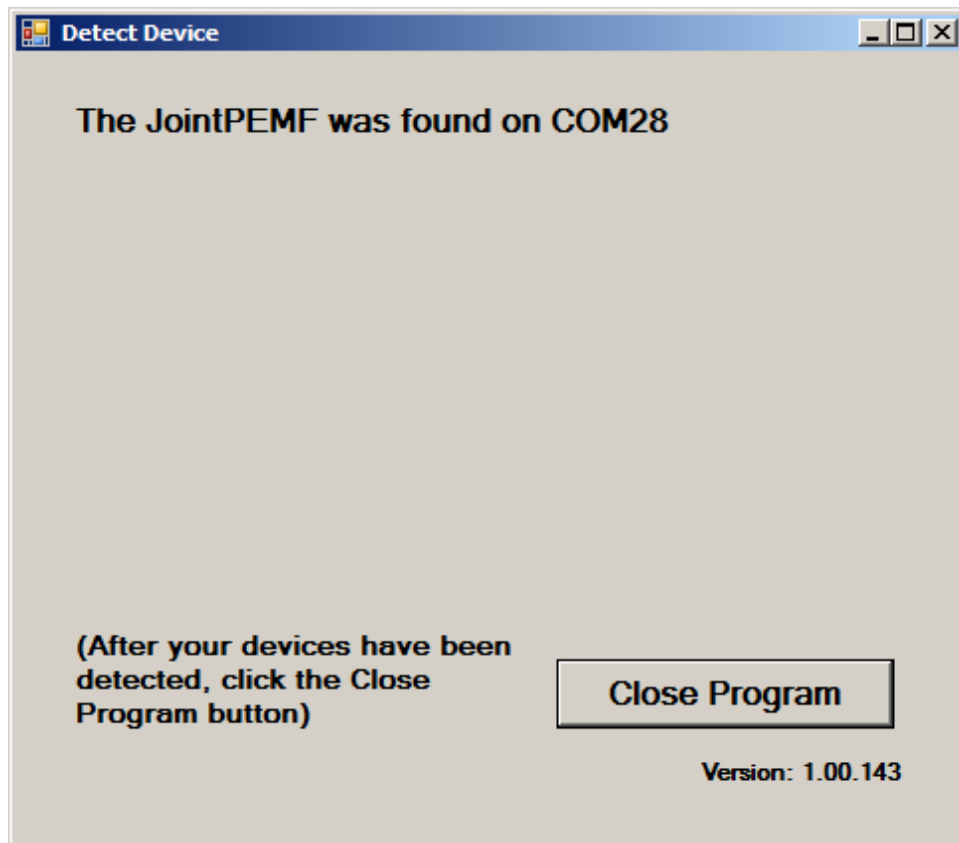 Detect Device
The JointPEMF was found on COM28
(After your devices have been
detected, click the Close
Program button)
Close Program
Version: 1.00.143